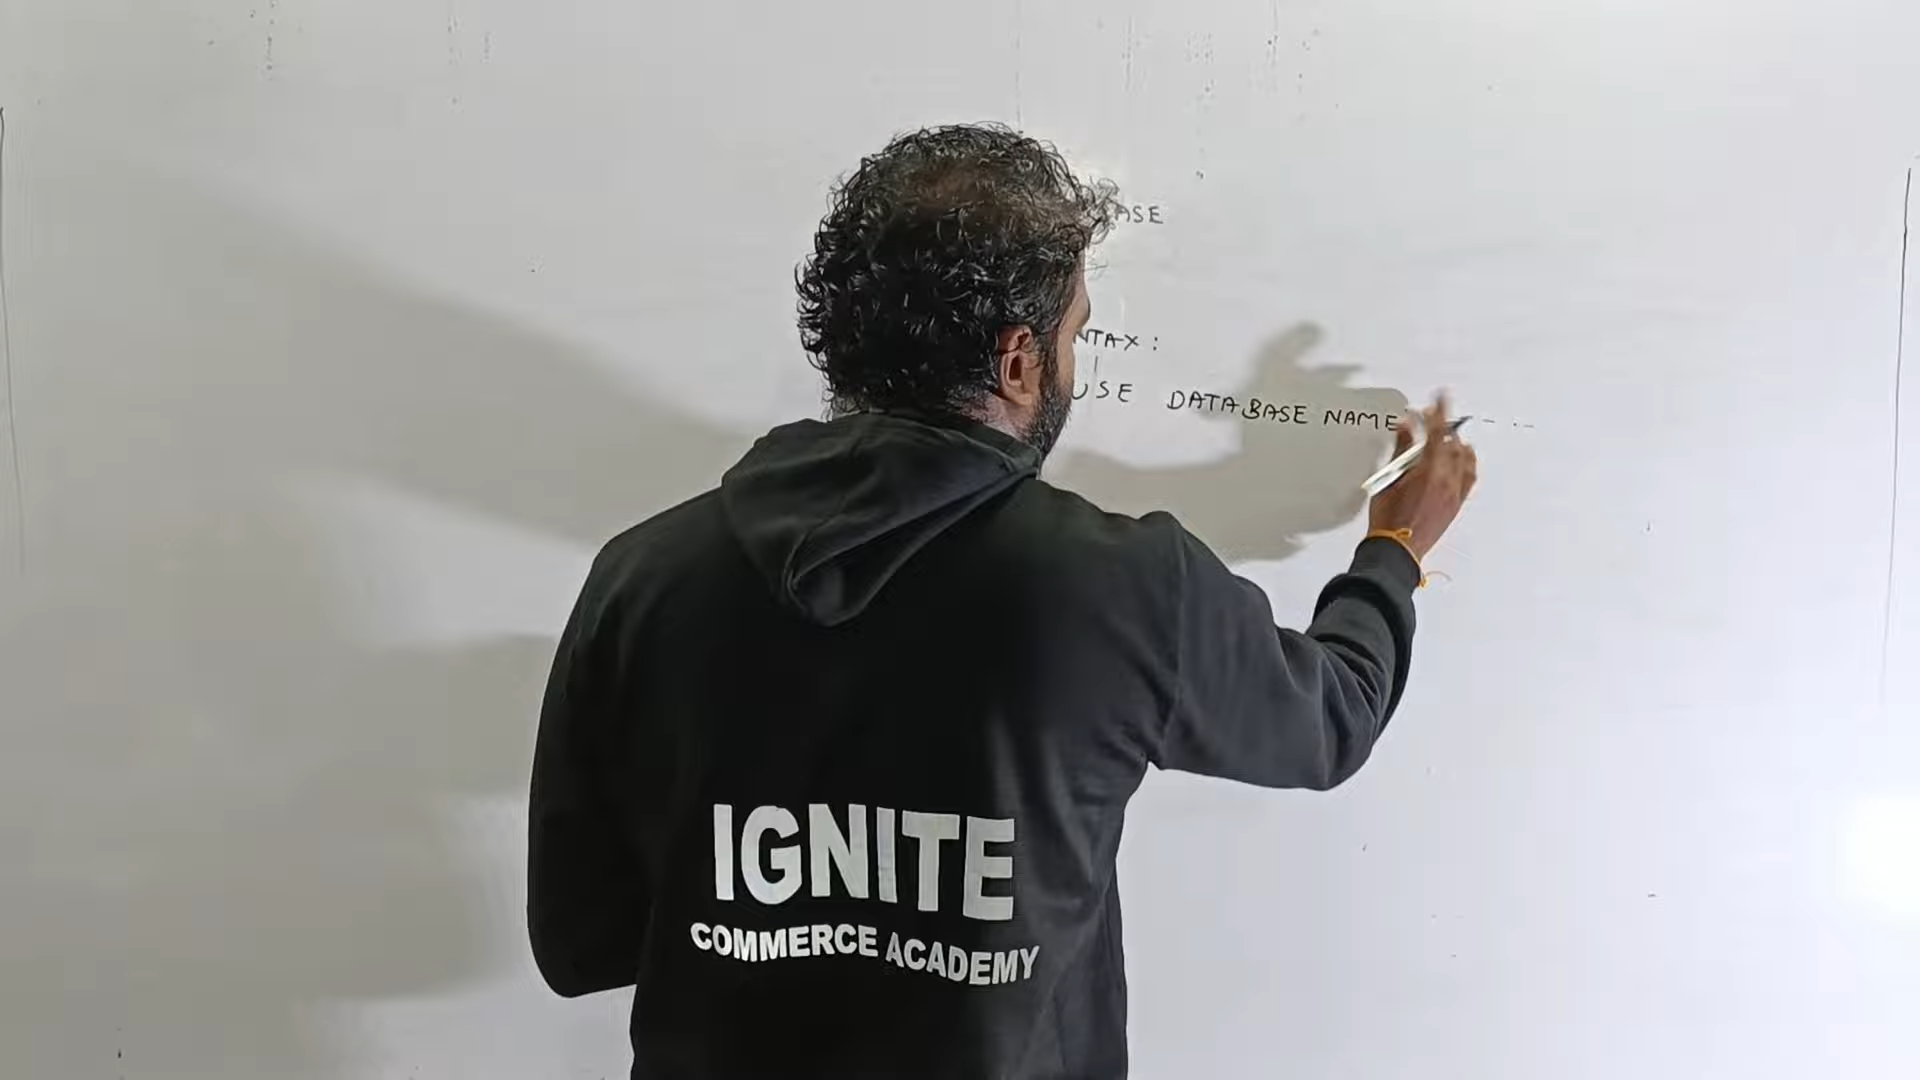 ASE
NTAX :
USE DATABASE NAME
IGNITE
COMMERCE ACADEMY